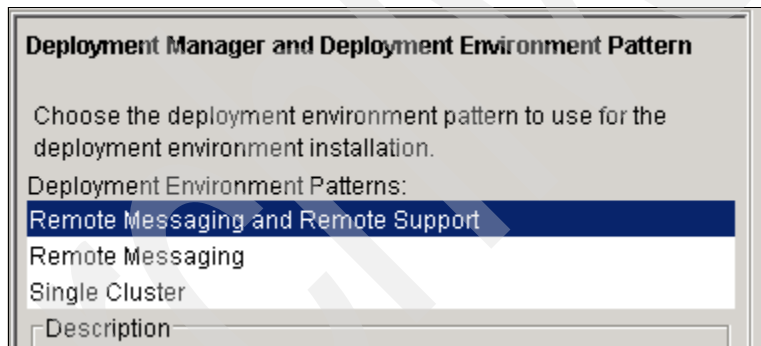 Deployment Manager and Deployment Environment Pattern
Choose the deployment environment pattern to use for the
deployment environment installation.
Deployment Environment Patterns:
Remote Messaging and Remote Support
Remote Messaging
Single Cluster
Description